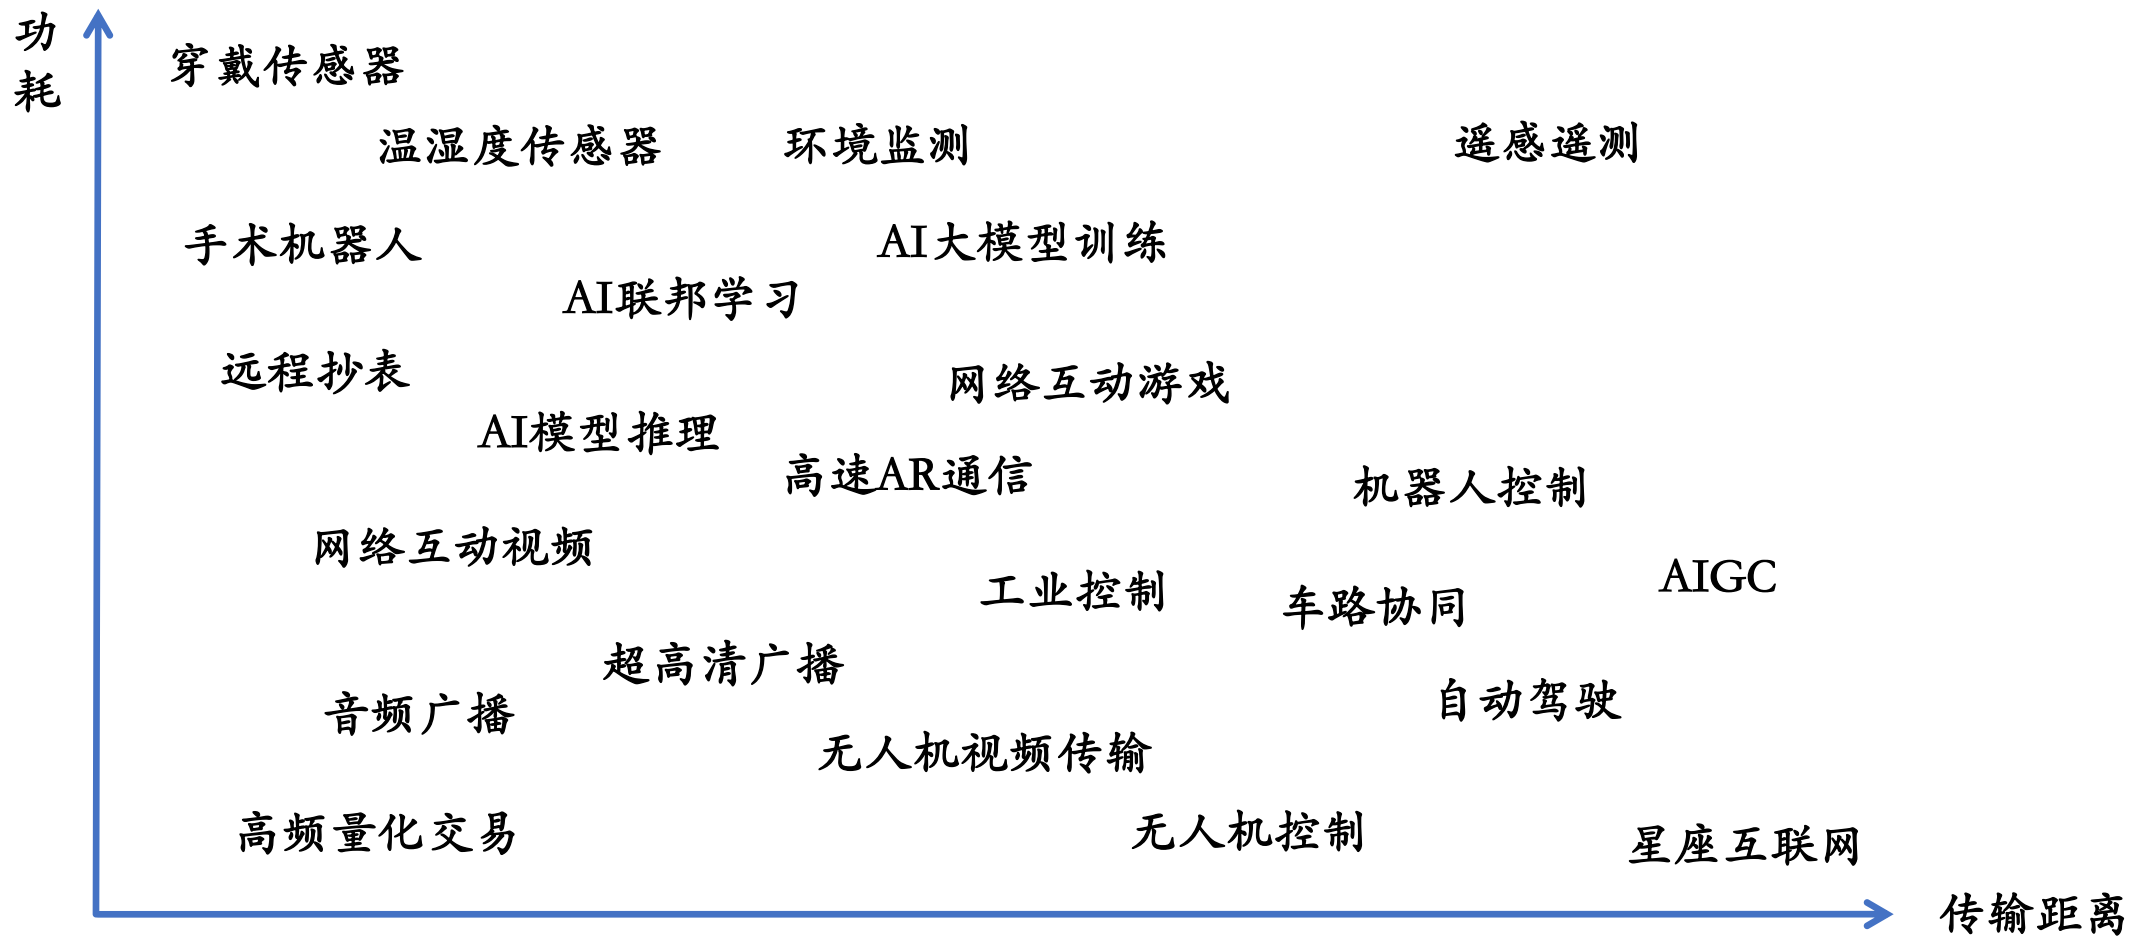 功
耗
穿戴传感器
温湿度传感器
环境监测
遥感遥测
手术机器人
AI大模型训练
AI联邦学习
远程抄表
网络互动游戏
AI模型推理
高速AR通信
机器人控制
网络互动视频
工业控制
车路协同
AIGC
超高清广播
音频广播
自动驾驶
无人机视频传输
高频量化交易
无人机控制
星座互联网
传输距离